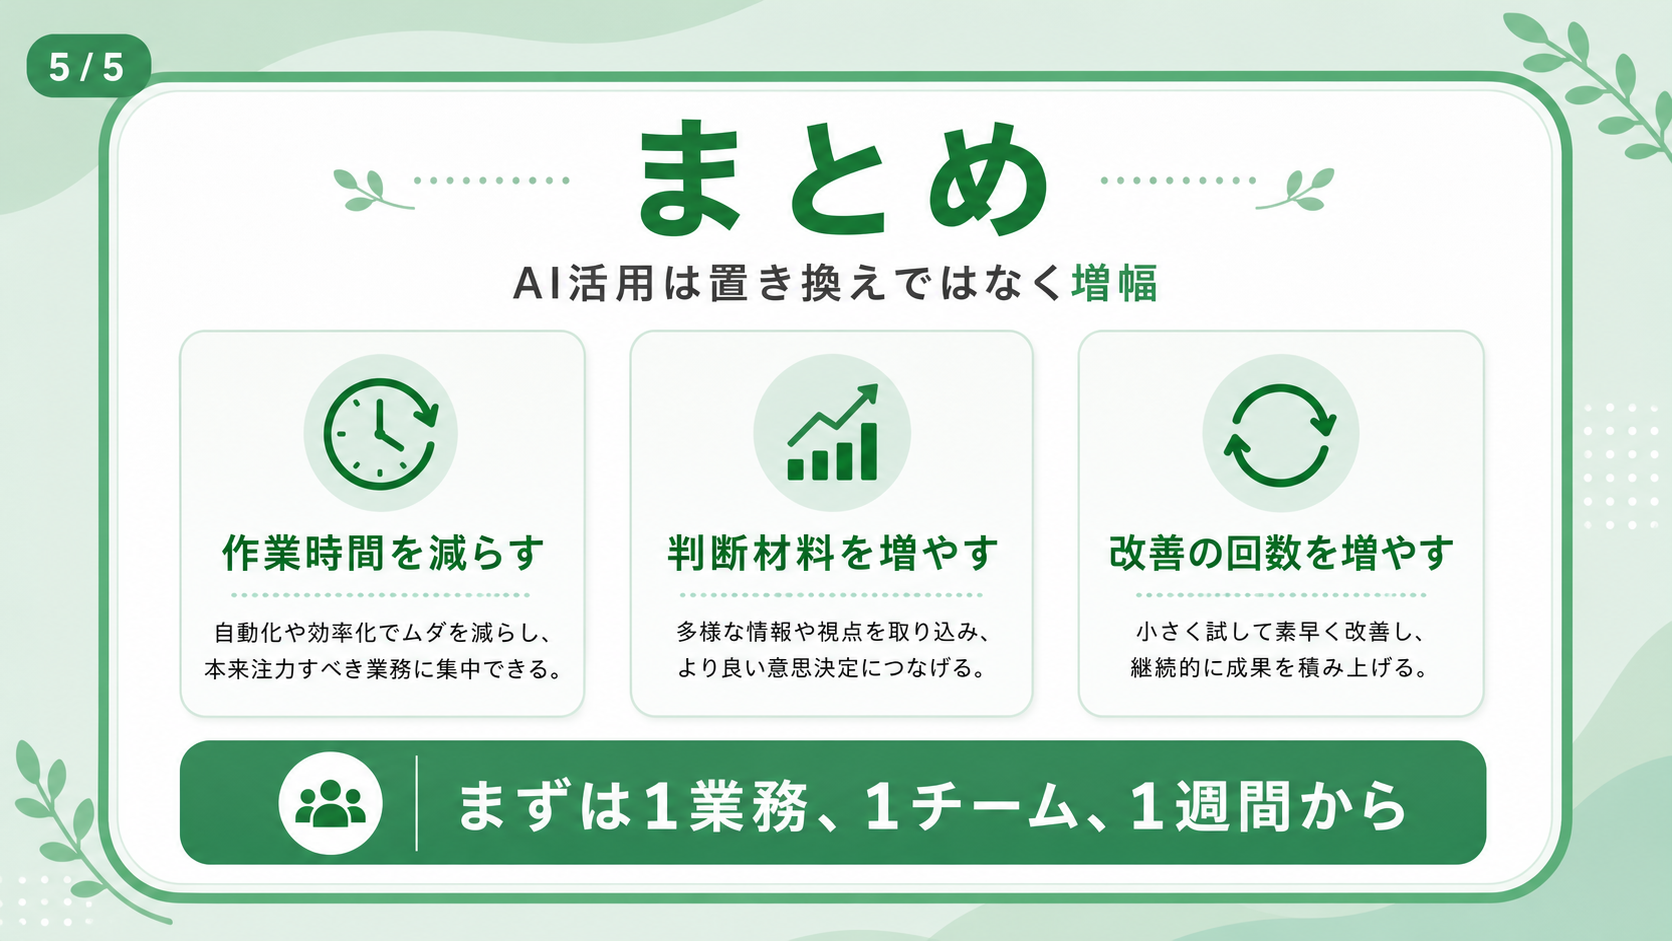 5 / 5
まとめ
AI活用は置き換えではなく増幅
作業時間を減らす
自動化や効率化でムダを減らし、
本来注力すべき業務に集中できる。
判断材料を増やす
多様な情報や視点を取り込み、
より良い意思決定につなげる。
改善の回数を増やす
小さく試して素早く改善し、
継続的に成果を積み上げる。
まずは1業務、1チーム、1週間から